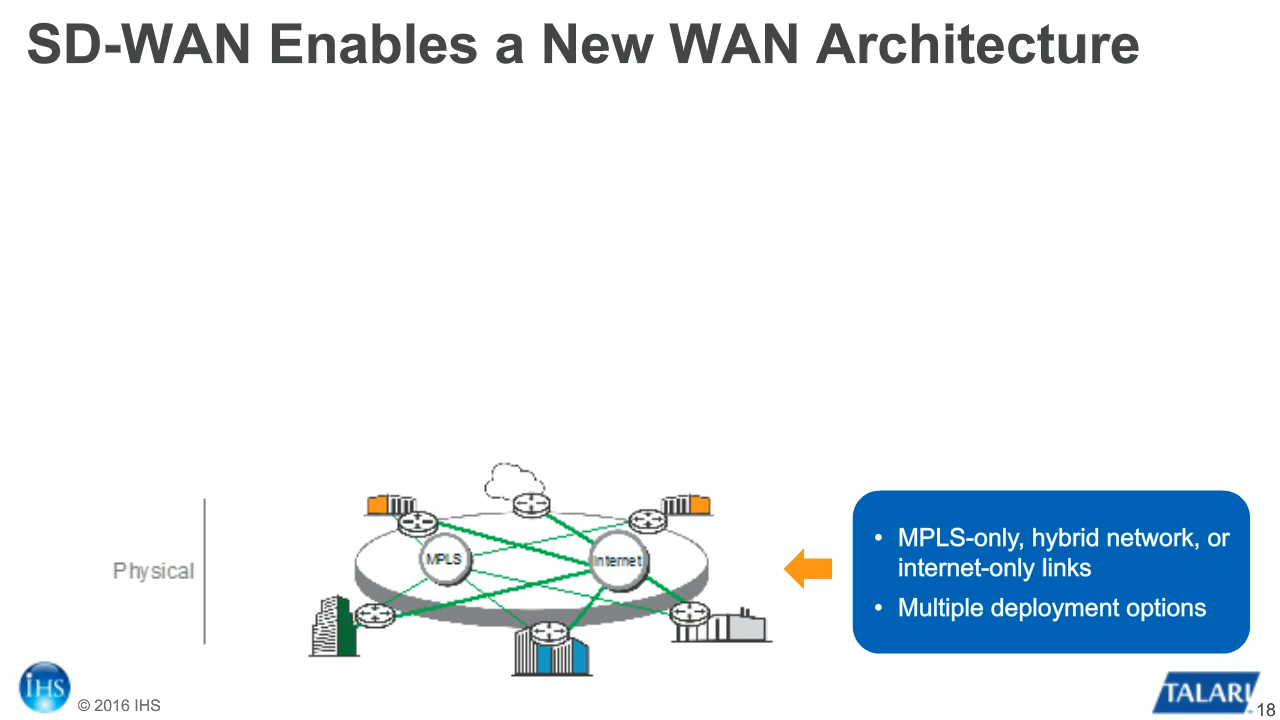 SD-WAN Enables a New WAN Architecture
Physical
MPLS
Internet
• MPLS-only, hybrid network, or
internet-only links
• Multiple deployment options
iHS
© 2016 IHS
TALARI
18